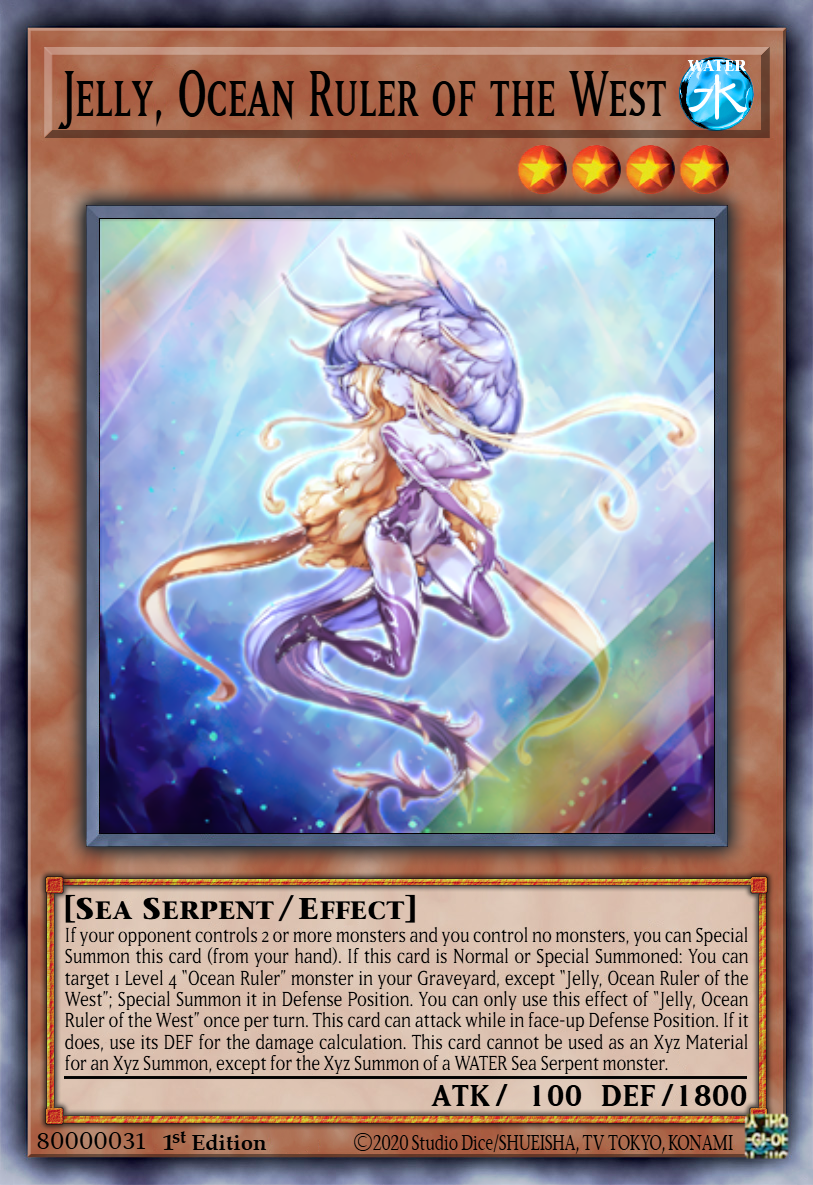 Jelly, Ocean Ruler of the West
WATER
水
[Sea Serpent/Effect]
If your opponent controls 2 or more monsters and you control no monsters, you can Special
Summon this card (from your hand). If this card is Normal or Special Summoned: You can
target 1 Level 4 “Ocean Ruler” monster in your Graveyard, except “Jelly, Ocean Ruler of the
West”; Special Summon it in Defense Position. You can only use this effect of “Jelly, Ocean
Ruler of the West” once per turn. This card can attack while in face-up Defense Position. If it
does, use its DEF for the damage calculation. This card cannot be used as an Xyz Material
for an Xyz Summon, except for the Xyz Summon of a WATER Sea Serpent monster.
ATK/ 100 DEF/1800
80000031 1st Edition ©2020 Studio Dice/SHUEISHA, TV TOKYO, KONAMI